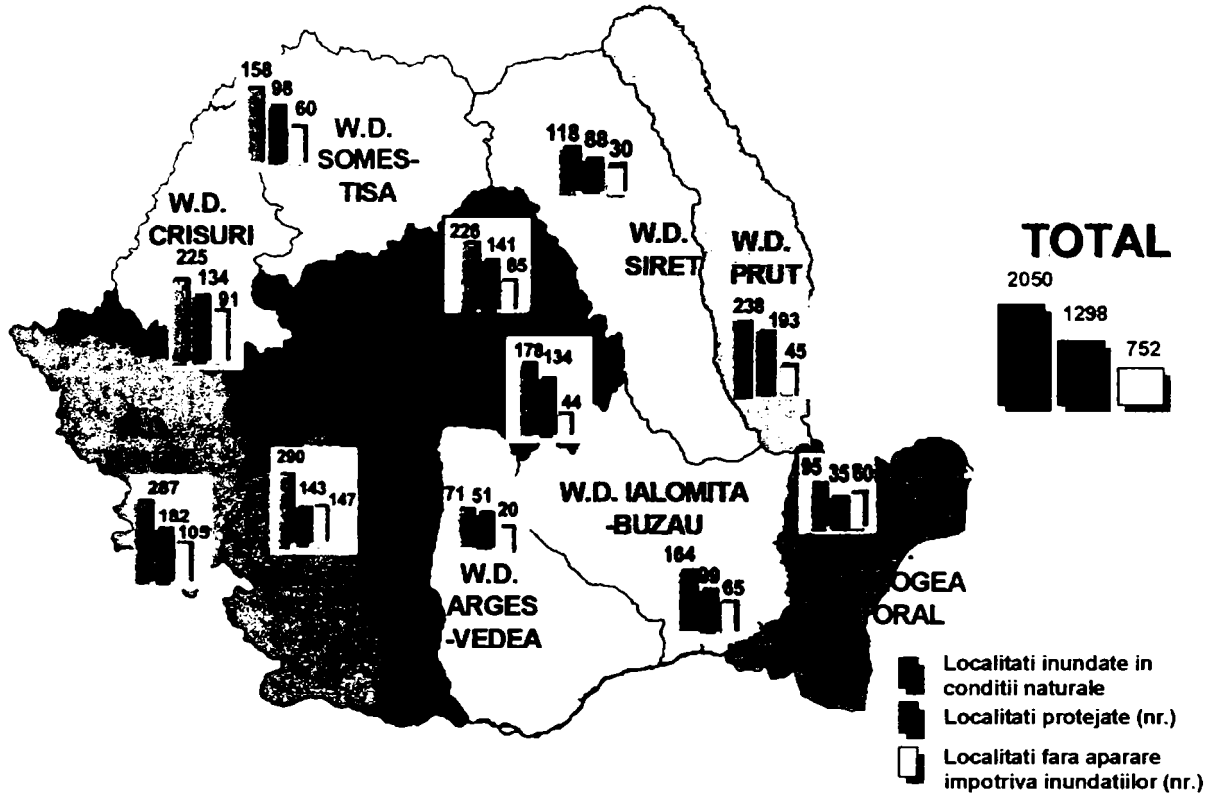 158
98
60
W.D.
SOMES-
TISA
118 88 30
W.D.
CRISURI
225
134
91
226
141
85
W.D.
SIRET
W.D.
PRUT
238
193
45
TOTAL
2050
1298
752
178 134
44
290
143
147
287
182
105
71 51
20
W.D. IALOMITA
-BUZAU
95 35 60
W.D.
ARGES
-VEDEA
164
99
65
OGEA
ORAL
Localitati inundate in
conditii naturale
Localitati protejate (nr.)
Localitati fara aparare
impotriva inundatiilor (nr.)